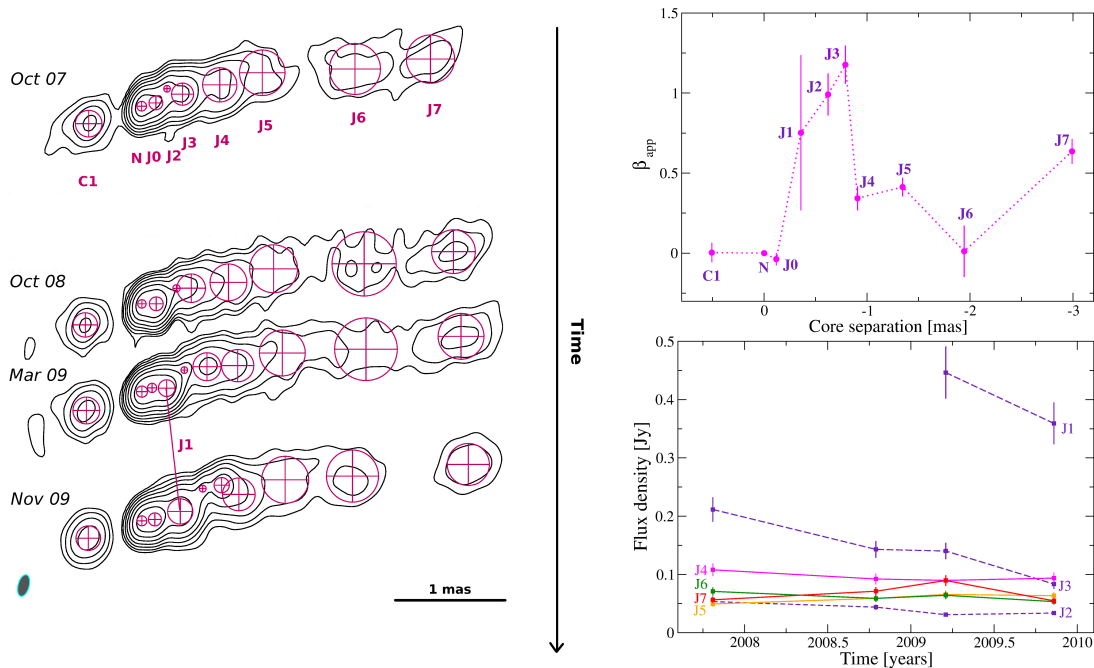 Oct 07
C1
N J0 J2 J3 J4 J5 J6 J7
Oct 08
Mar 09
J1
Nov 09
1 mas
Time
1.5
1
0.5
0
β app
C1 N J0 J1 J2 J3 J4 J5 J6 J7
1 0 -1 -2 -3
Core separation [mas]
0.5
0.4
0.3
0.2
0.1
0
Flux density [Jy]
J1
J4
J6
J7
J5
J3
J2
2008 2008.5 2009 2009.5 2010
Time [years]